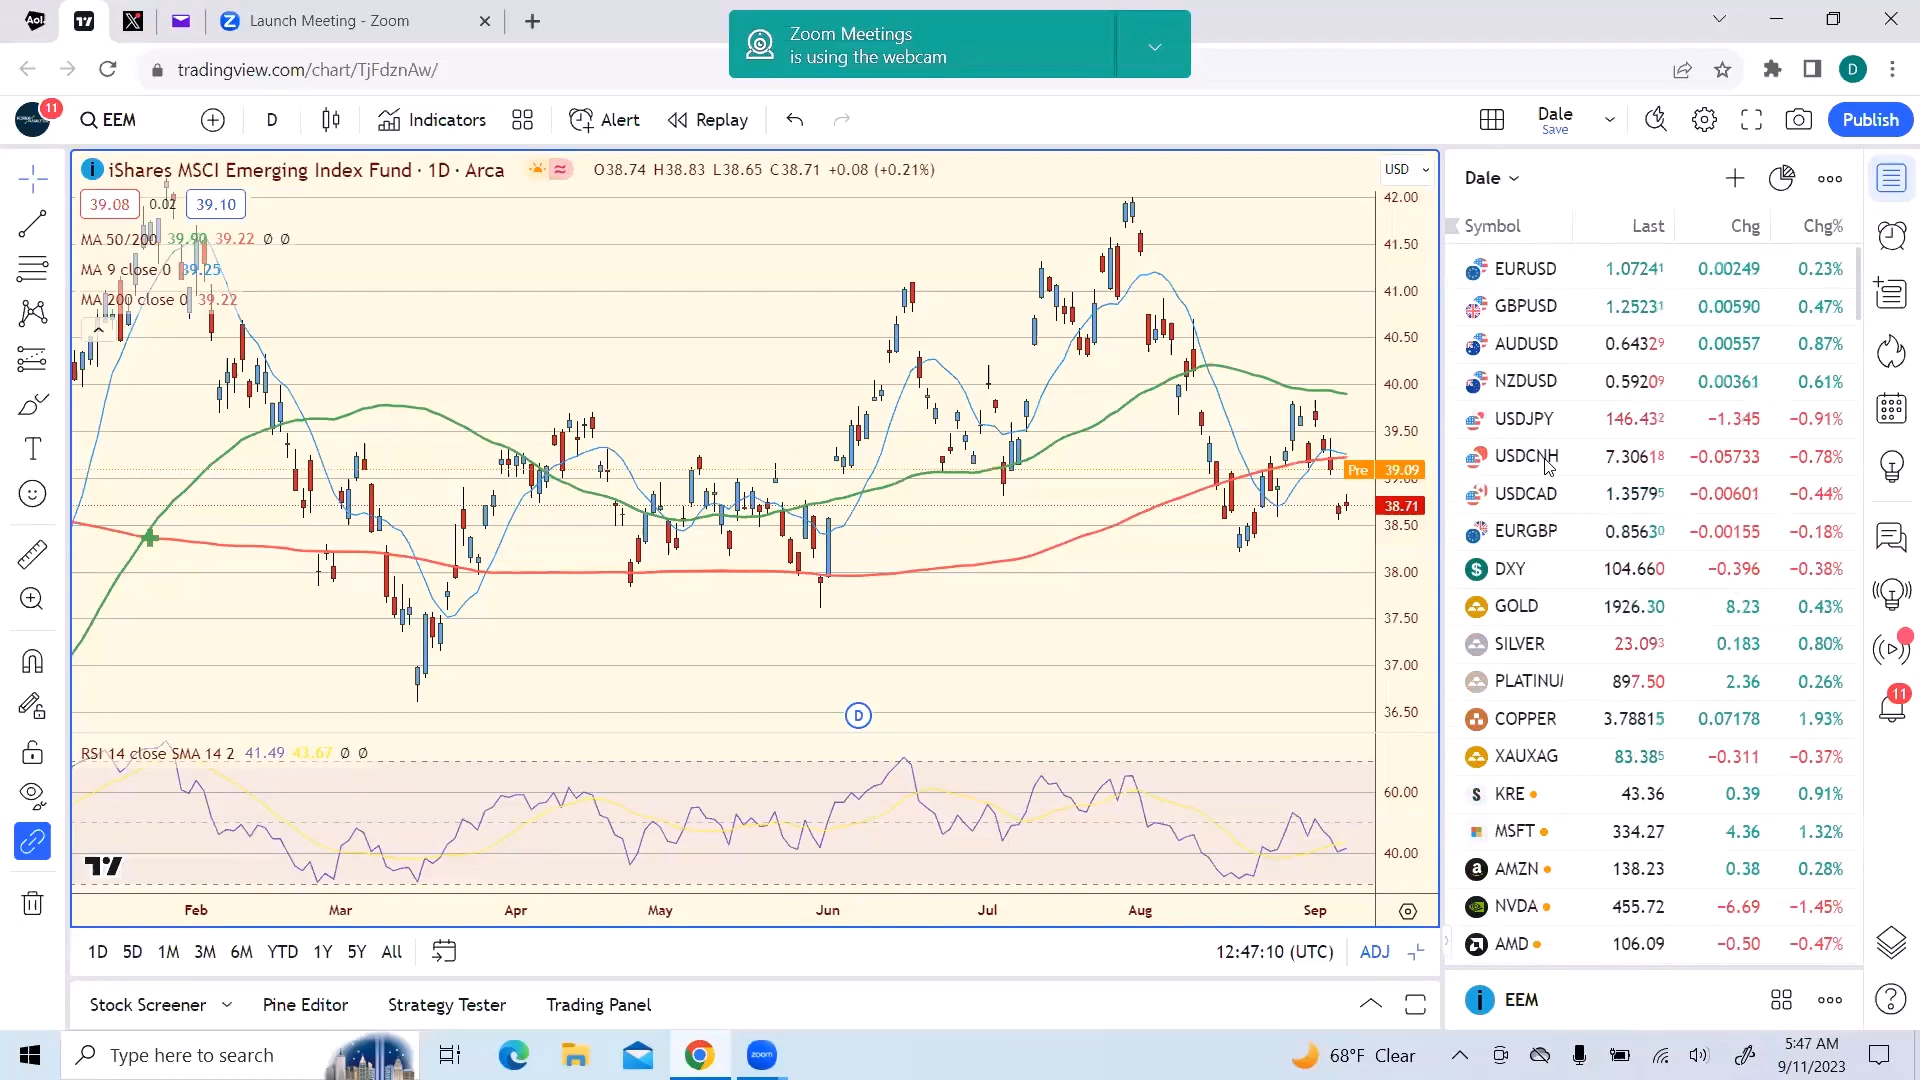 Aol.
Launch Meeting - Zoom
Zoom Meetings
is using the webcam
tradingview.com/chart/TjFdznAw/
D
11
EEM
D
Indicators
Alert
Replay
Dale
Save
Publish
iShares MSCI Emerging Index Fund · 1D · Arca
O38.74 H38.83 L38.65 C38.71 +0.08 (+0.21%)
USD
39.08
0.02
39.10
MA 50/200 39.90 39.22 ∅ ∅
MA 9 close 0 39.25
MA 200 close 0 39.22
42.00
41.50
41.00
40.50
40.00
39.50
Pre 39.09
39.00
38.71
38.50
38.00
37.50
37.00
36.50
D
RSI 14 close SMA 14 2 41.49 43.67 ∅ ∅
60.00
40.00
Feb Mar Apr May Jun Jul Aug Sep
1D 5D 1M 3M 6M YTD 1Y 5Y All
12:47:10 (UTC)
ADJ
Stock Screener
Pine Editor
Strategy Tester
Trading Panel
Dale
Symbol Last Chg Chg%
EURUSD 1.07241 0.00249 0.23%
GBPUSD 1.25231 0.00590 0.47%
AUDUSD 0.64329 0.00557 0.87%
NZDUSD 0.59209 0.00361 0.61%
USDJPY 146.432 −1.345 −0.91%
USDCNH 7.30618 −0.05733 −0.78%
USDCAD 1.35795 −0.00601 −0.44%
EURGBP 0.85630 −0.00155 −0.18%
DXY 104.660 −0.396 −0.38%
GOLD 1926.30 8.23 0.43%
SILVER 23.093 0.183 0.80%
PLATINU 897.50 2.36 0.26%
COPPER 3.78815 0.07178 1.93%
XAUXAG 83.385 −0.311 −0.37%
KRE 43.36 0.39 0.91%
MSFT 334.27 4.36 1.32%
AMZN 138.23 0.38 0.28%
NVDA 455.72 −6.69 −1.45%
AMD 106.09 −0.50 −0.47%
EEM
11
Type here to search
zoom
68°F Clear
5:47 AM
9/11/2023